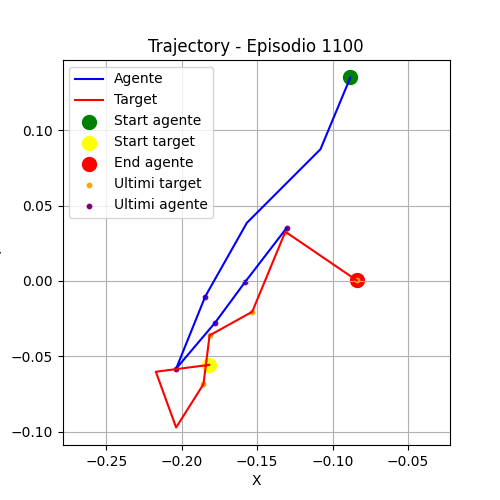 Trajectory - Episodio 1100
Agente
Target
Start agente
Start target
End agente
Ultimi target
Ultimi agente
0.10
0.05
0.00
−0.05
−0.10
−0.25
−0.20
−0.15
−0.10
−0.05
X